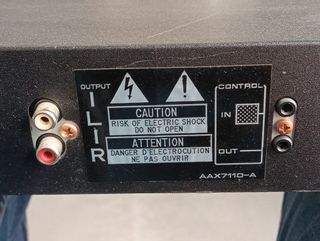 OUTPUT
L
R
CAUTION
RISK OF ELECTRIC SHOCK
DO NOT OPEN
ATTENTION
DANGER D'ELECTROCUTION
NE PAS OUVRIR
CONTROL
IN
OUT
AAX7110-A